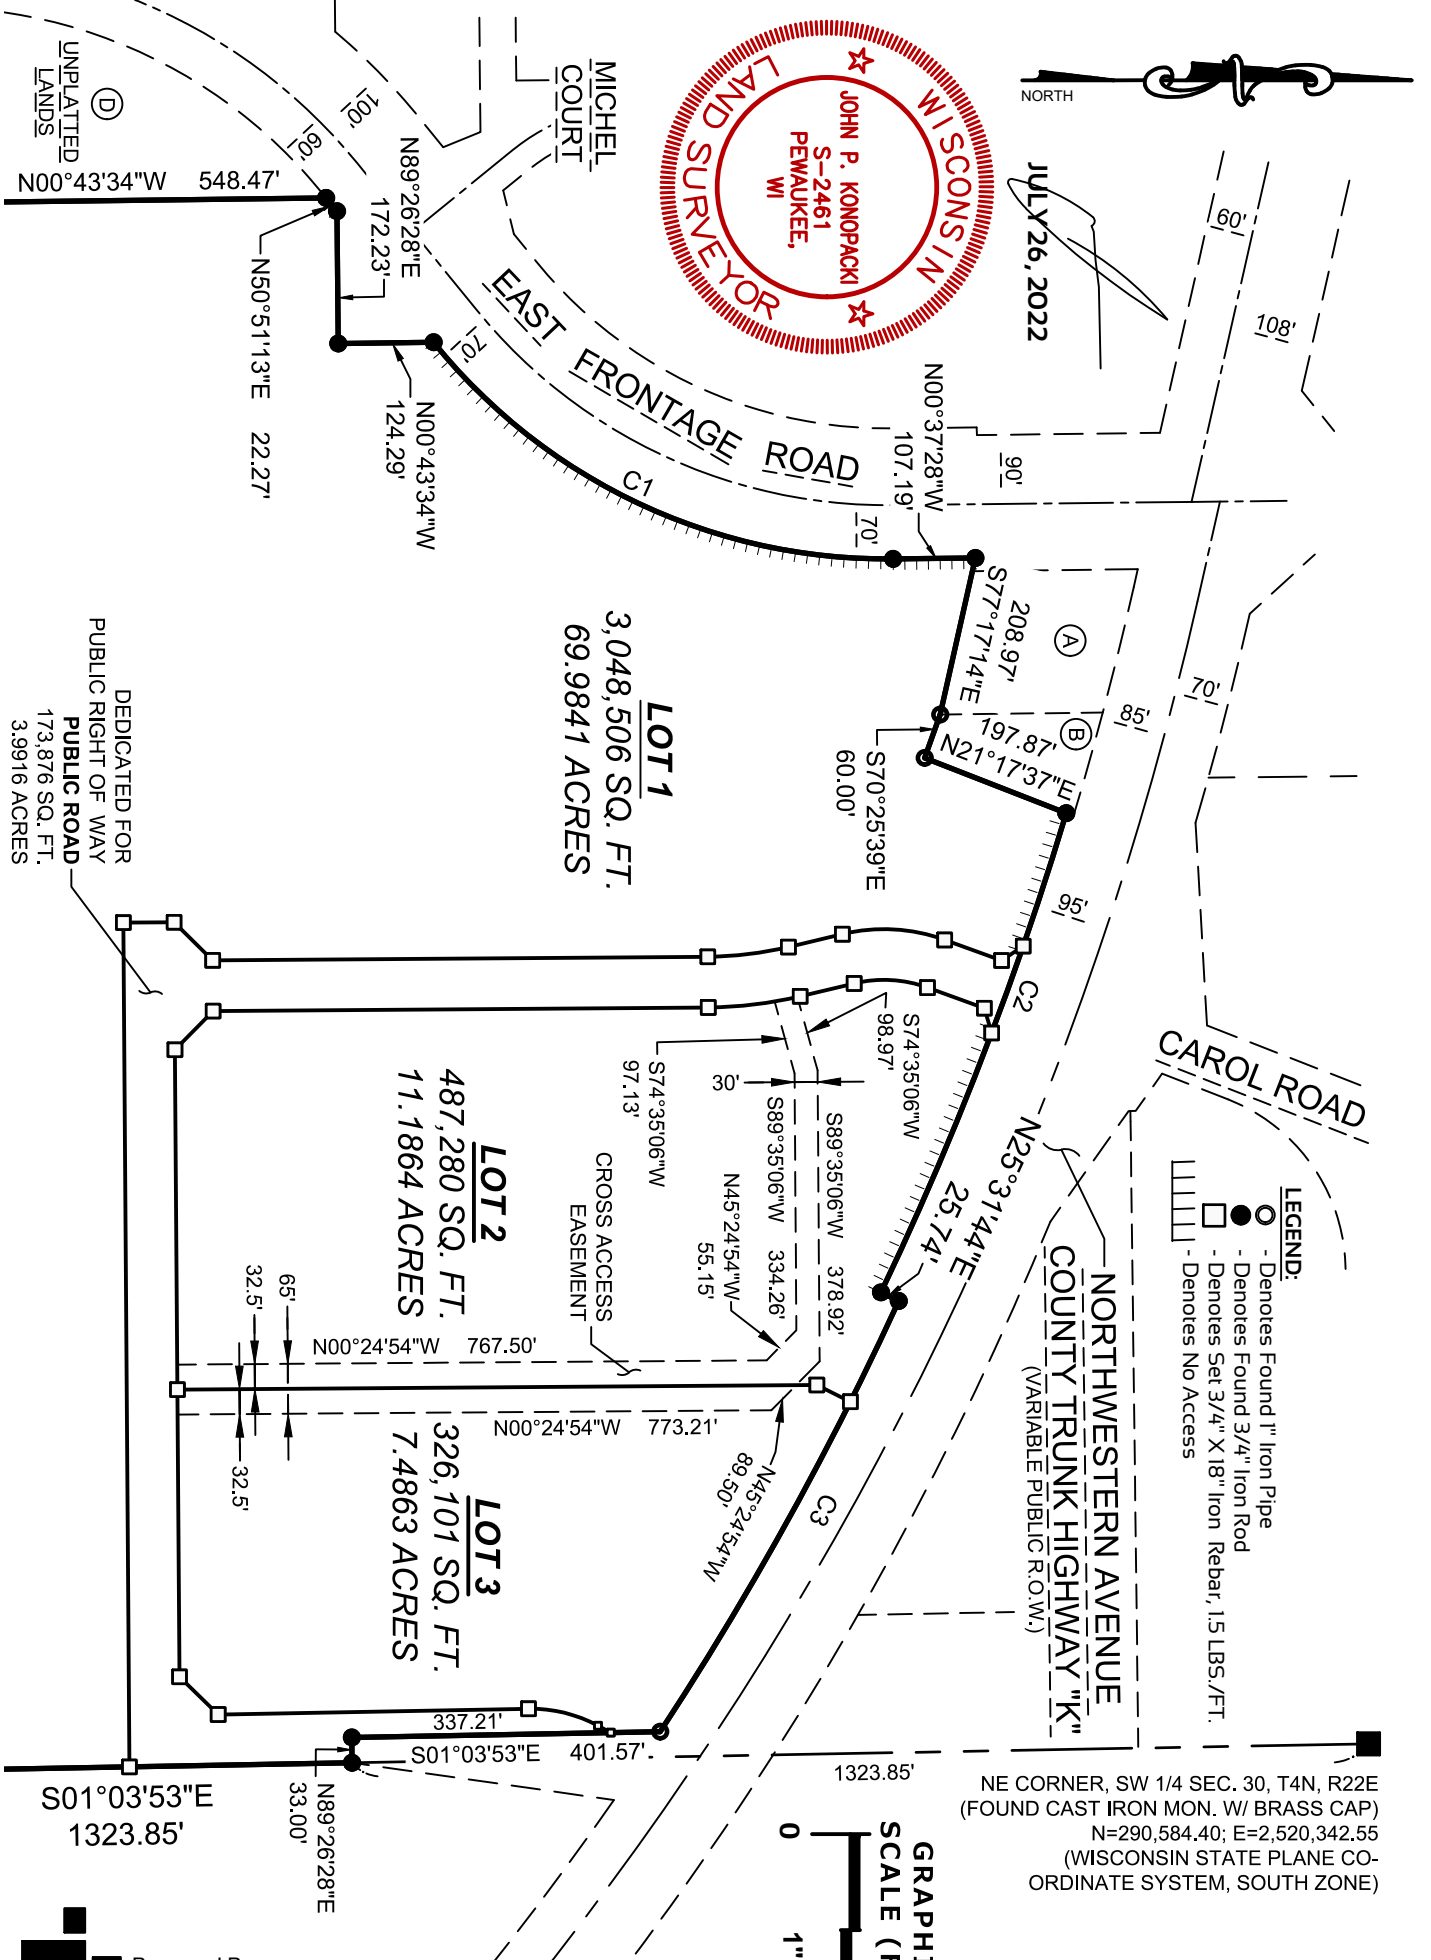 NORTH
JULY 26, 2022
WISCONSIN
LAND SURVEYOR
JOHN P. KONOPACKI
S-2461
PEWAUKEE,
WI
MICHEL
COURT
D
UNPLATTED
LANDS
N00°43'34"W 548.47'
100'
60'
N89°26'28"E
172.23'
N50°51'13"E 22.27'
N00°43'34"W
124.29'
70'
EAST FRONTAGE ROAD
C1
N00°37'28"W
107.19'
90'
70'
60'
108'
A
208.97'
S77°17'14"E
B
197.87'
N21°17'37"E
S70°25'39"E
60.00'
70'
85'
95'
C2
CAROL ROAD
LOT 1
3,048,506 SQ. FT.
69.9841 ACRES
DEDICATED FOR
PUBLIC RIGHT OF WAY
PUBLIC ROAD
173,876 SQ. FT.
3.9916 ACRES
S74°35'06"W
98.97'
S74°35'06"W
97.13'
30'
S89°35'06"W 378.92'
S89°35'06"W 334.26'
N45°24'54"W
55.15'
CROSS ACCESS
EASEMENT
LOT 2
487,280 SQ. FT.
11.1864 ACRES
N00°24'54"W 767.50'
65'
32.5'
32.5'
N00°24'54"W 773.21'
N45°24'54"W
89.50'
N25°31'44"E
25.74'
C3
LOT 3
326,101 SQ. FT.
7.4863 ACRES
LEGEND:
- Denotes Found 1" Iron Pipe
- Denotes Found 3/4" Iron Rod
- Denotes Set 3/4" X 18" Iron Rebar, 1.5 LBS./FT.
- Denotes No Access
NORTHWESTERN AVENUE
COUNTY TRUNK HIGHWAY "K"
(VARIABLE PUBLIC R.O.W.)
337.21'
S01°03'53"E 401.57'
N89°26'28"E
33.00'
S01°03'53"E
1323.85'
1323.85'
NE CORNER, SW 1/4 SEC. 30, T4N, R22E
(FOUND CAST IRON MON. W/ BRASS CAP)
N=290,584.40; E=2,520,342.55
(WISCONSIN STATE PLANE CO-
ORDINATE SYSTEM, SOUTH ZONE)
GRAPHI
SCALE (F
0
1"